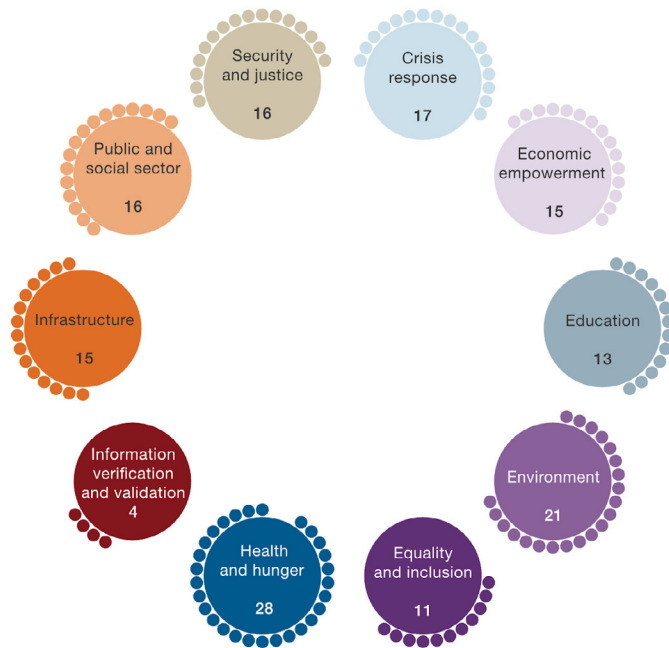 Security
and justice
16
Crisis
response
17
Public and
social sector
16
Economic
empowerment
15
Infrastructure
15
Education
13
Information
verification
and validation
4
Environment
21
Health
and hunger
28
Equality
and inclusion
11